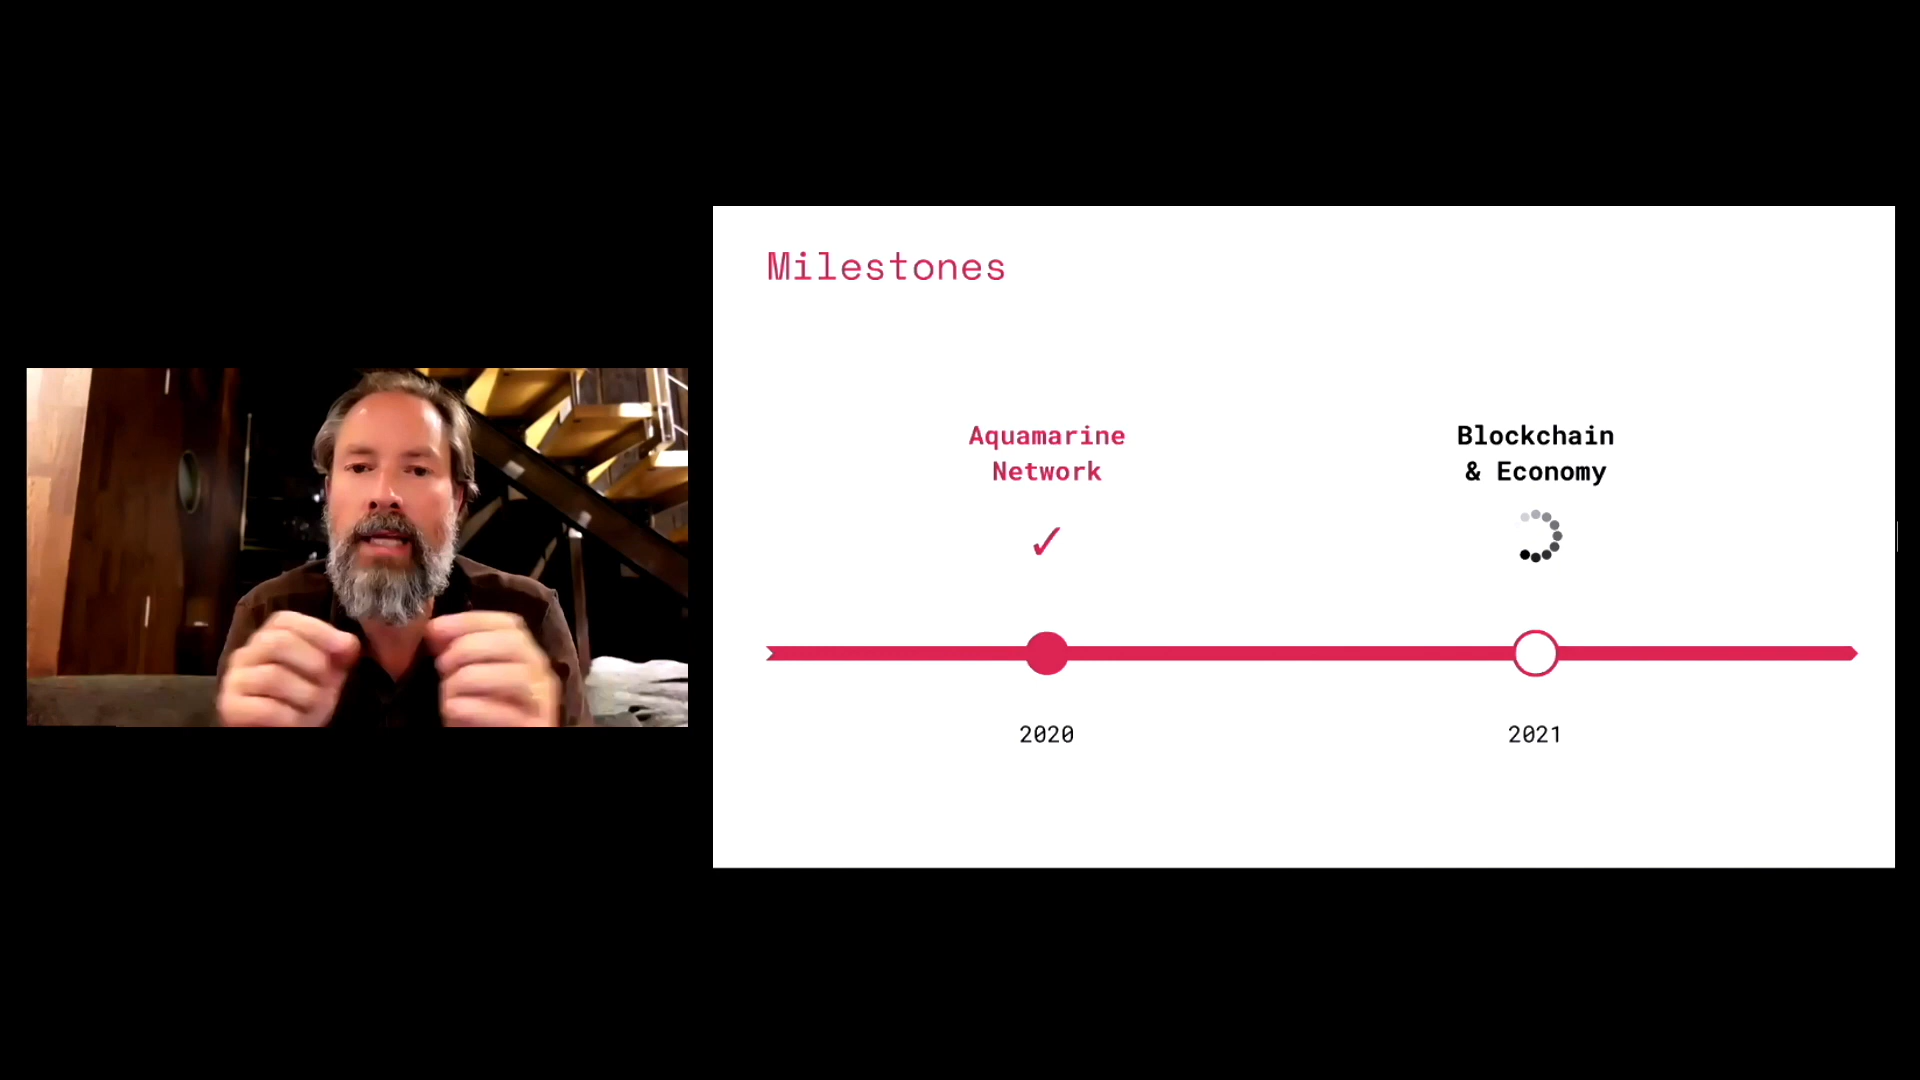 Milestones
Aquamarine
Network
✓
Blockchain
& Economy
2020
2021